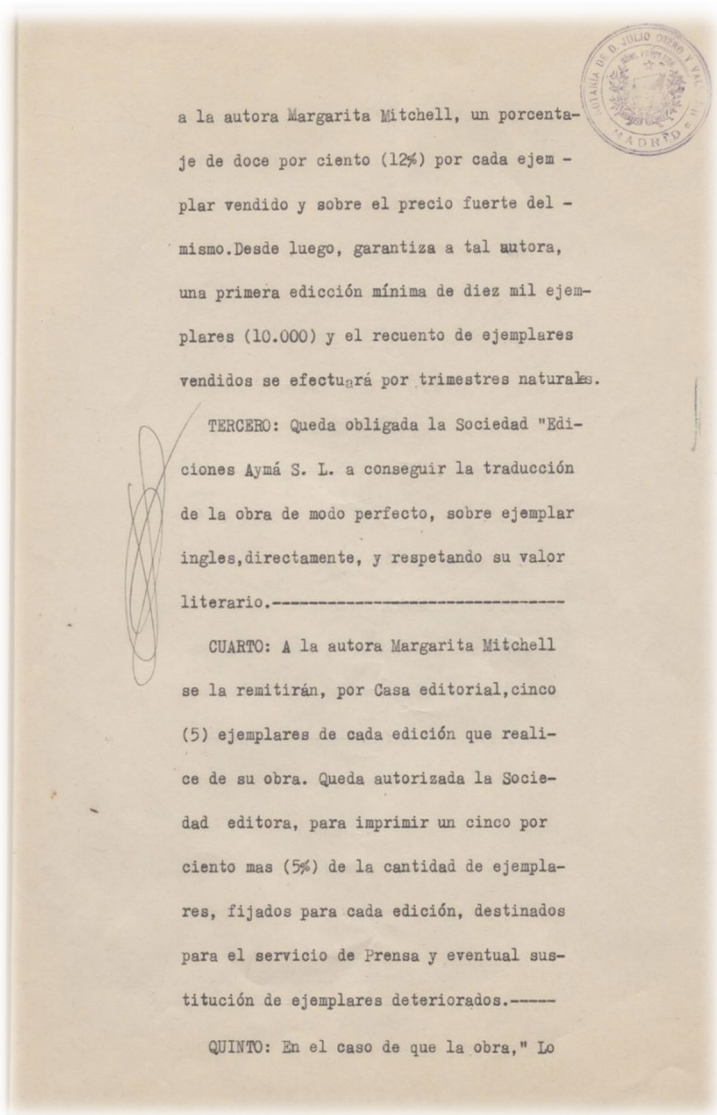 NOTARÍA DE D. JULIO OTERO Y
MADRID
a la autora Margarita Mitchell, un porcenta-
je de doce por ciento (12%) por cada ejem -
plar vendido y sobre el precio fuerte del -
mismo.Desde luego, garantiza a tal autora,
una primera edicción mínima de diez mil ejem-
plares (10.000) y el recuento de ejemplares
vendidos se efectuará por trimestres naturales.
TERCERO: Queda obligada la Sociedad "Edi-
ciones Aymá S. L. a conseguir la traducción
de la obra de modo perfecto, sobre ejemplar
ingles,directamente, y respetando su valor
literario.--------------------------------
CUARTO: A la autora Margarita Mitchell
se la remitirán, por Casa editorial,cinco
(5) ejemplares de cada edición que reali-
ce de su obra. Queda autorizada la Socie-
dad editora, para imprimir un cinco por
ciento mas (5%) de la cantidad de ejempla-
res, fijados para cada edición, destinados
para el servicio de Prensa y eventual sus-
titución de ejemplares deteriorados.-----
QUINTO: En el caso de que la obra," Lo